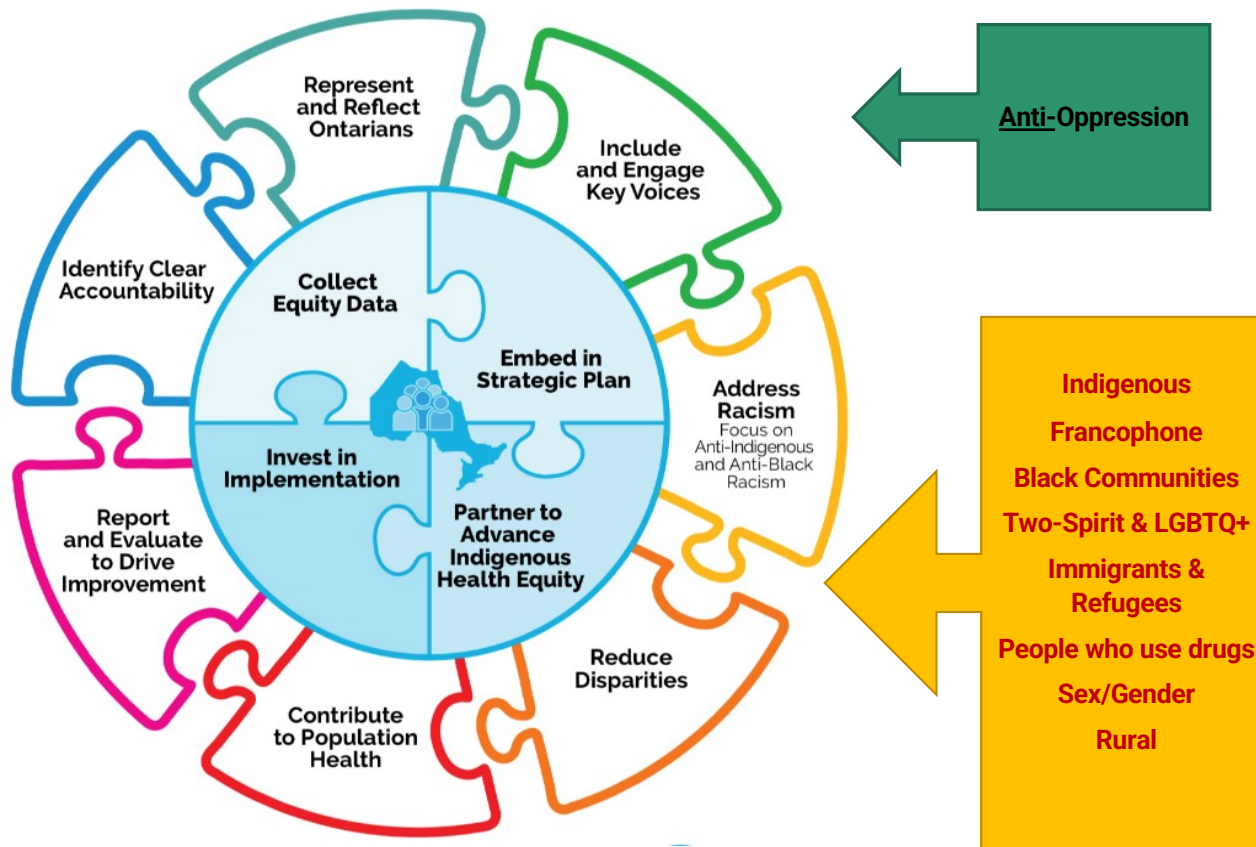 Represent
and Reflect
Ontarians
Include
and Engage
Key Voices
Anti-Oppression
Identify Clear
Accountability
Collect
Equity Data
Embed in
Strategic Plan
Address
Racism
Focus on
Anti-Indigenous
and Anti-Black
Racism
Invest in
Implementation
Partner to
Advance
Indigenous
Health Equity
Report
and Evaluate
to Drive
Improvement
Reduce
Disparities
Contribute
to Population
Health
Indigenous
Francophone
Black Communities
Two-Spirit & LGBTQ+
Immigrants &
Refugees
People who use drugs
Sex/Gender
Rural